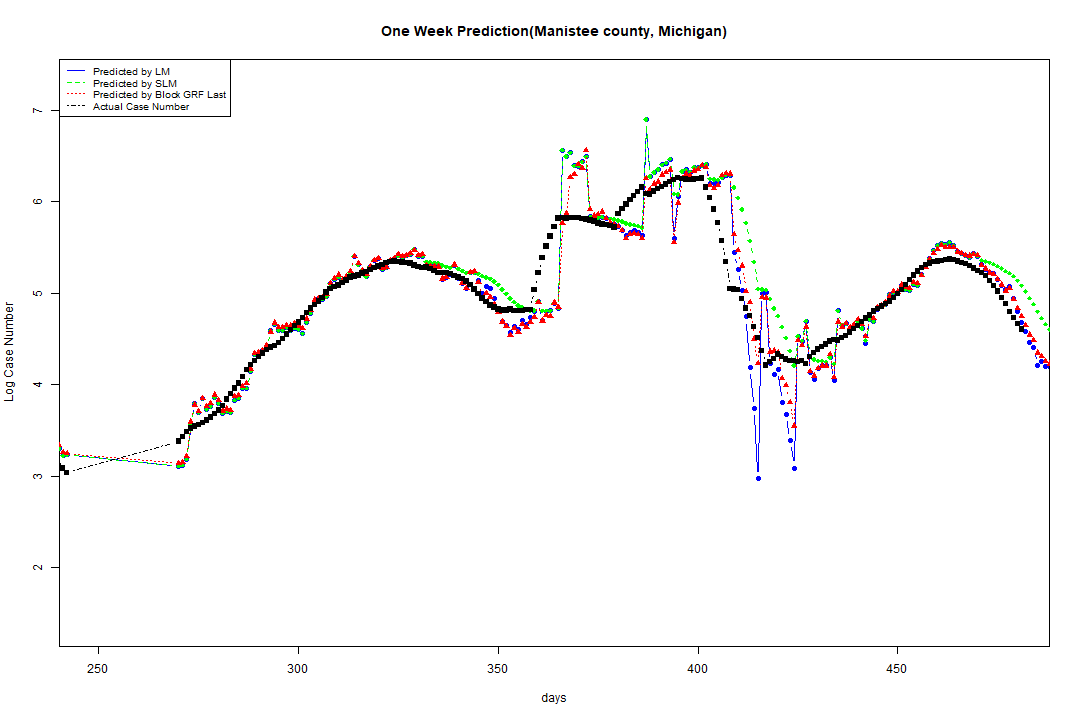 One Week Prediction(Manistee county, Michigan)
Predicted by LM
Predicted by SLM
Predicted by Block GRF Last
Actual Case Number
7
6
5
4
3
2
Log Case Number
250 300 350 400 450
days